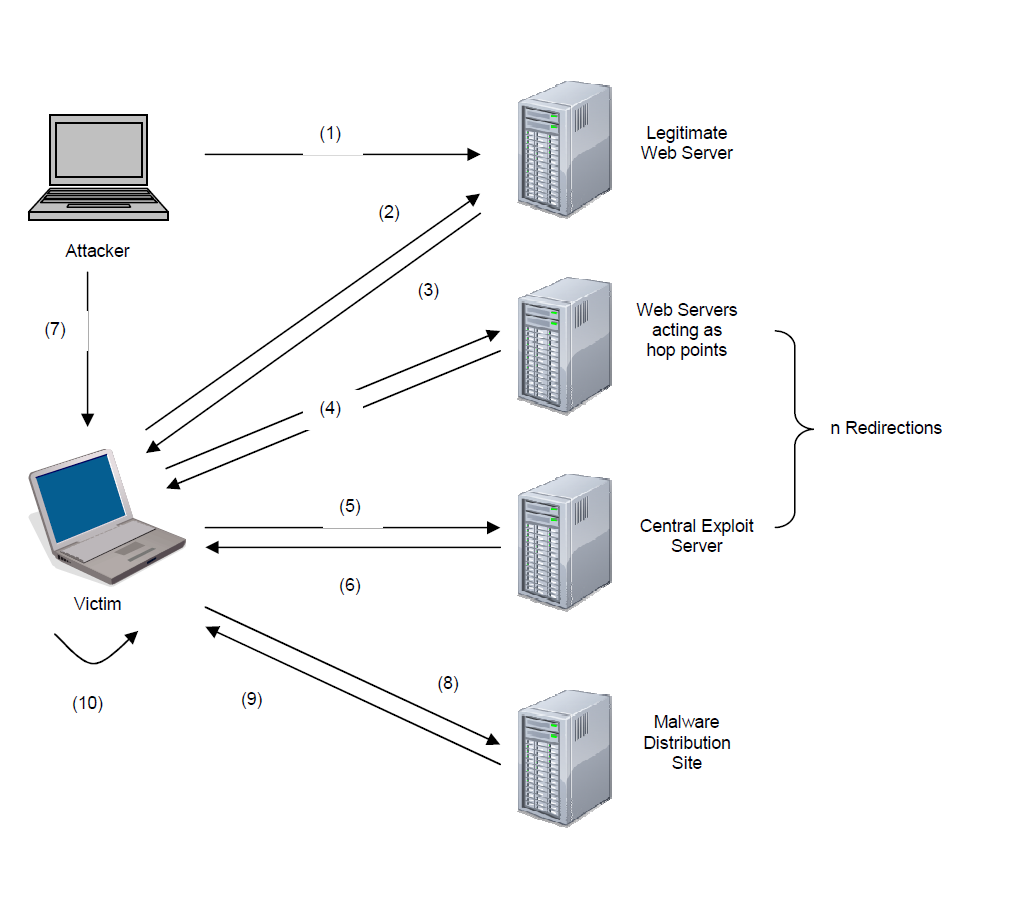 (1)
Legitimate
Web Server
(2)
Attacker
(3)
(7)
Web Servers
acting as
hop points
(4)
n Redirections
(5)
Central Exploit
Server
(6)
Victim
(10)
(9)
(8)
Malware
Distribution
Site